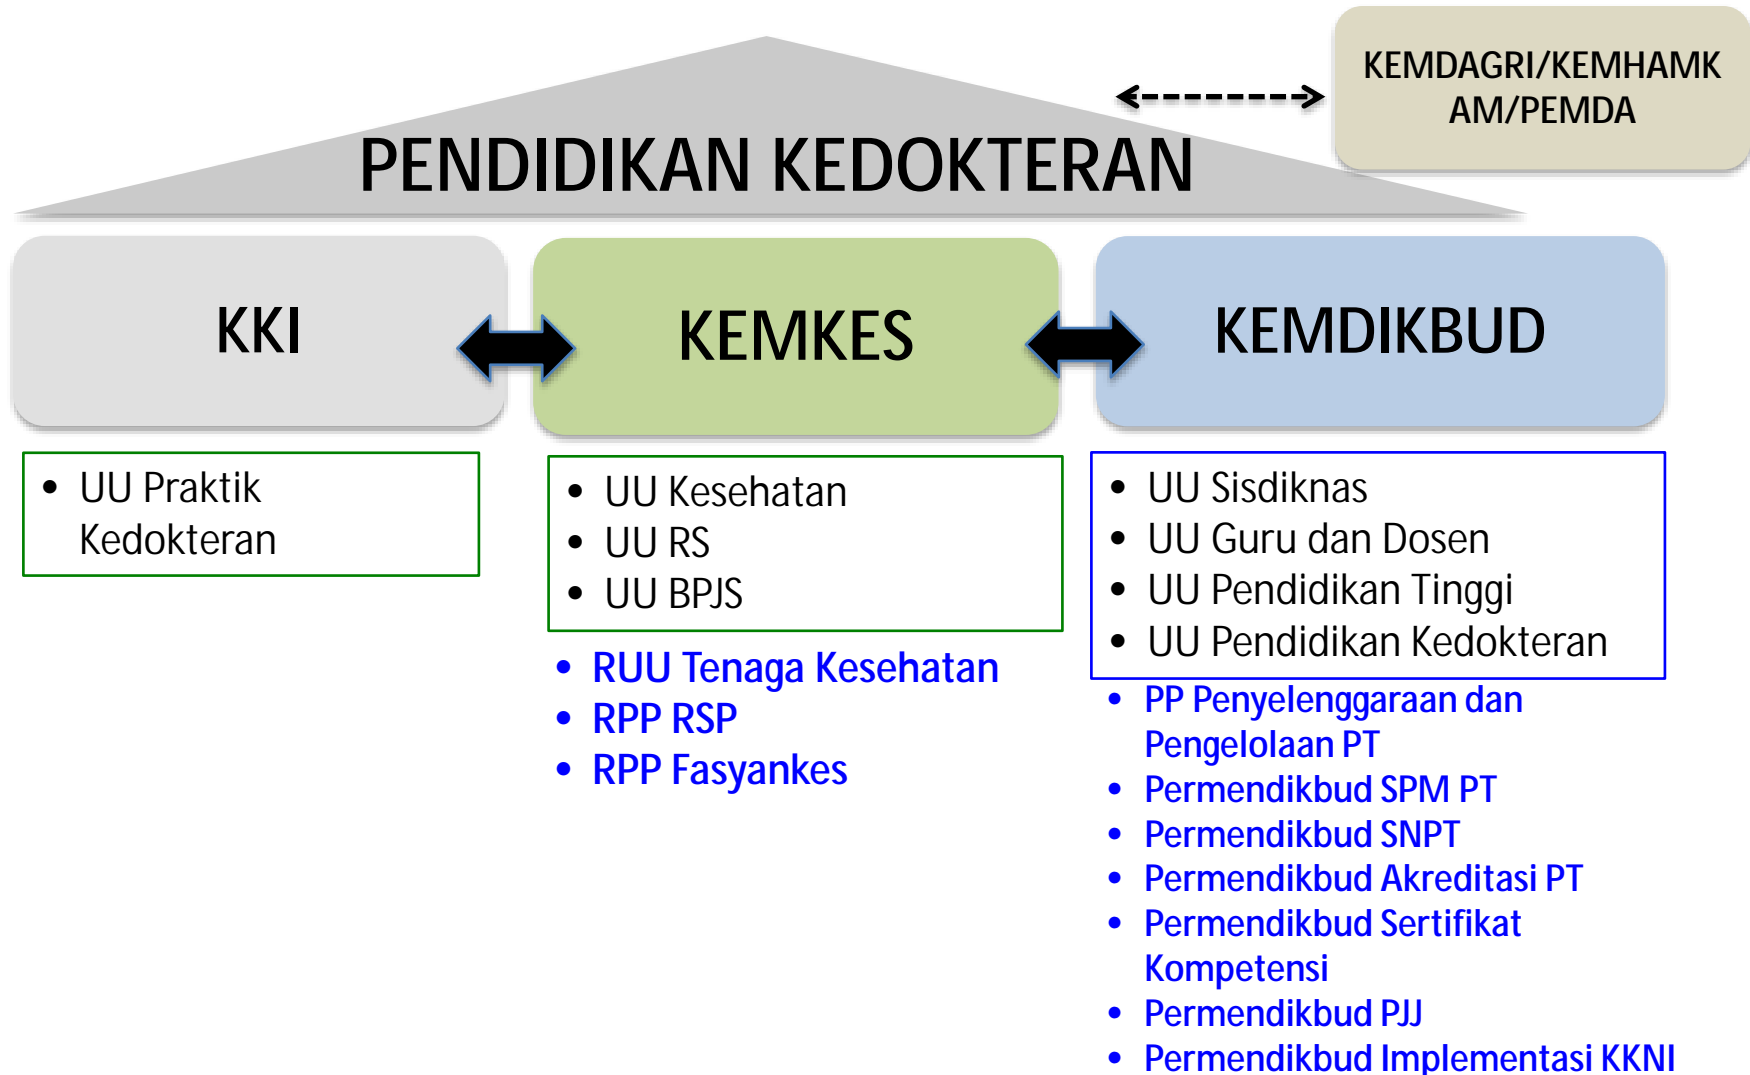 KEMDAGRI/KEMHAMK
AM/PEMDA
PENDIDIKAN KEDOKTERAN
KKI
KEMKES
KEMDIKBUD
• UU Praktik
Kedokteran
• UU Kesehatan
• UU RS
• UU BPJS
• RUU Tenaga Kesehatan
• RPP RSP
• RPP Fasyankes
• UU Sisdiknas
• UU Guru dan Dosen
• UU Pendidikan Tinggi
• UU Pendidikan Kedokteran
• PP Penyelenggaraan dan
Pengelolaan PT
• Permendikbud SPM PT
• Permendikbud SNPT
• Permendikbud Akreditasi PT
• Permendikbud Sertifikat
Kompetensi
• Permendikbud PJJ
• Permendikbud Implementasi KKNI